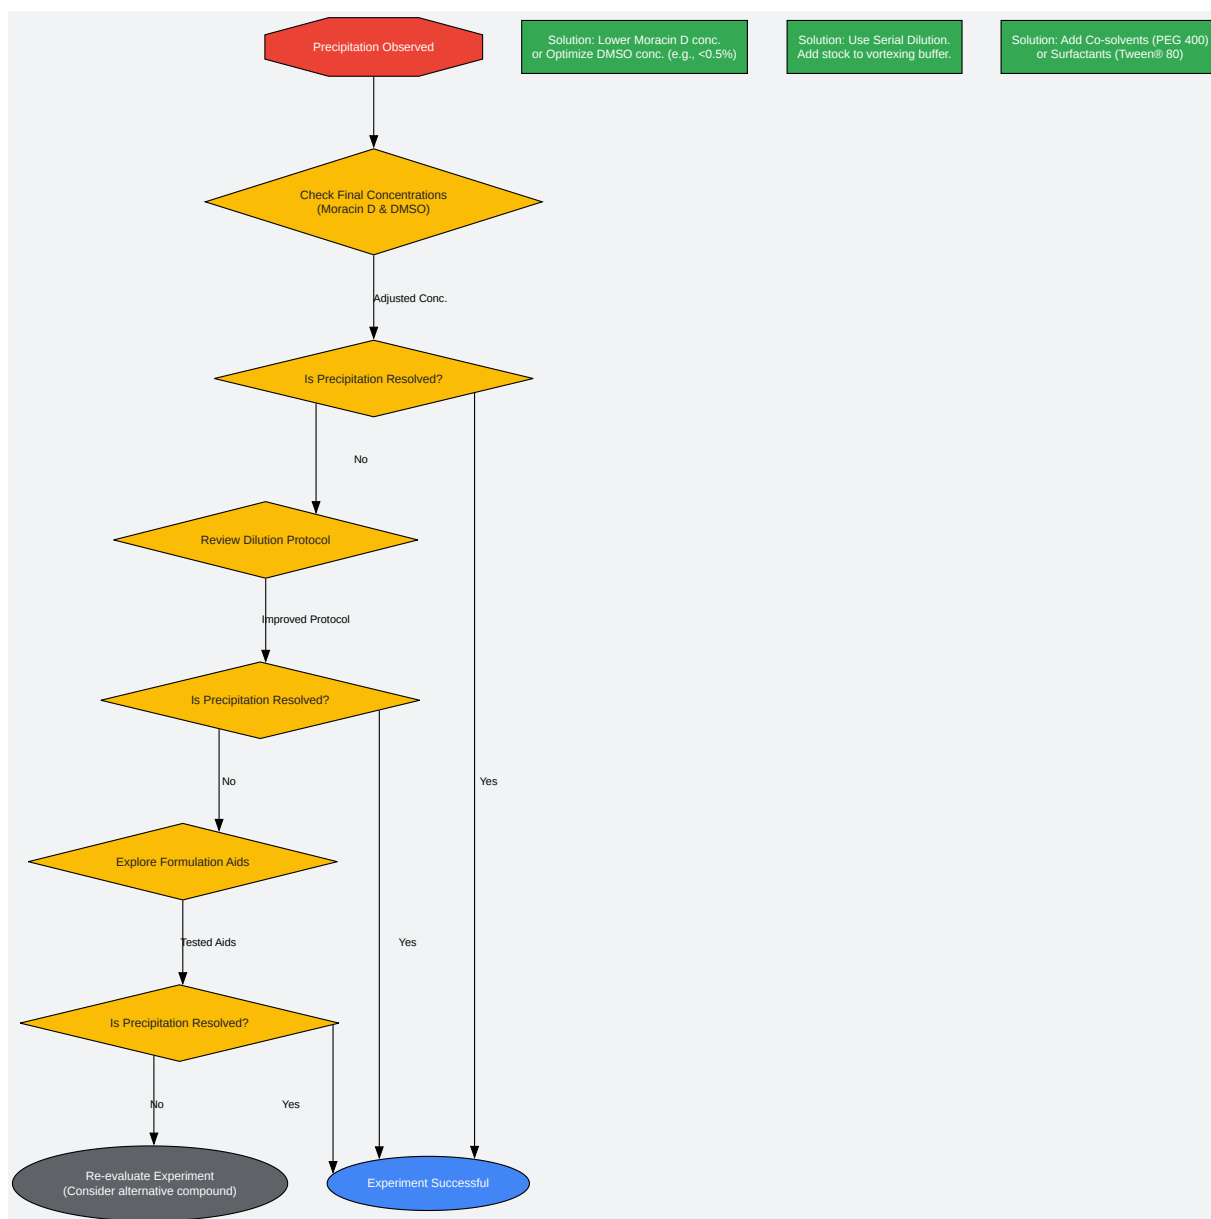 Precipitation Observed
Solution: Lower Moracin D conc.
or Optimize DMSO conc. (e.g., <0.5%)
Solution: Use Serial Dilution.
Add stock to vortexing buffer.
Solution: Add Co-solvents (PEG 400)
or Surfactants (Tween® 80)
Check Final Concentrations
(Moracin D & DMSO)
Adjusted Conc.
Is Precipitation Resolved?
No
Review Dilution Protocol
Improved Protocol
Is Precipitation Resolved?
No
Yes
Explore Formulation Aids
Tested Aids
Yes
Is Precipitation Resolved?
No
Yes
Re-evaluate Experiment
(Consider alternative compound)
Experiment Successful